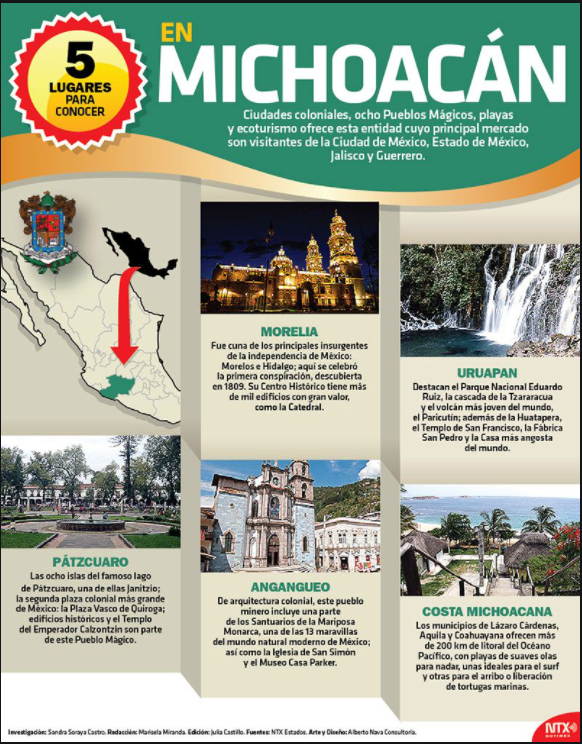 5
LUGARES
PARA
CONOCER
EN
MICHOACÁN
Ciudades coloniales, ocho Pueblos Mágicos, playas
y ecoturismo ofrece esta entidad cuyo principal mercado
son visitantes de la Ciudad de México, Estado de México,
Jalisco y Guerrero.
MORELIA
Fue cuna de los principales insurgentes
de la independencia de México:
Morelos e Hidalgo; aquí se celebró
la primera conspiración, descubierta
en 1809. Su Centro Histórico tiene más
de mil edificios con gran valor,
como la Catedral.
URUAPAN
Destacan el Parque Nacional Eduardo
Ruiz, la cascada de la Tzararacua
y el volcán más joven del mundo,
el Paricutín; además de la Huatapera,
el Templo de San Francisco, la Fábrica
San Pedro y la Casa más angosta
del mundo.
PÁTZCUARO
Las ocho islas del famoso lago
de Pátzcuaro, una de ellas Janitzio;
la segunda plaza colonial más grande
de México: la Plaza Vasco de Quiroga;
edificios históricos y el Templo
del Emperador Calzontzin son parte
de este Pueblo Mágico.
ANGANGUEO
De arquitectura colonial, este pueblo
minero incluye una parte
de los Santuarios de la Mariposa
Monarca, una de las 13 maravillas
del mundo natural moderno de México;
así como la Iglesia de San Simón
y el Museo Casa Parker.
COSTA MICHOACANA
Los municipios de Lázaro Cárdenas,
Aquila y Coahuayana ofrecen más
de 200 km de litoral del Océano
Pacífico, con playas de suaves olas
para nadar, unas ideales para el surf
y otras para el arribo o liberación
de tortugas marinas.
Investigación: Sandra Soraya Castro. Redacción: Marisela Miranda. Edición: Julia Castillo. Fuentes: NTX Estados. Arte y Diseño: Alberto Nava Consultoría.
NTX
NOTIMEX